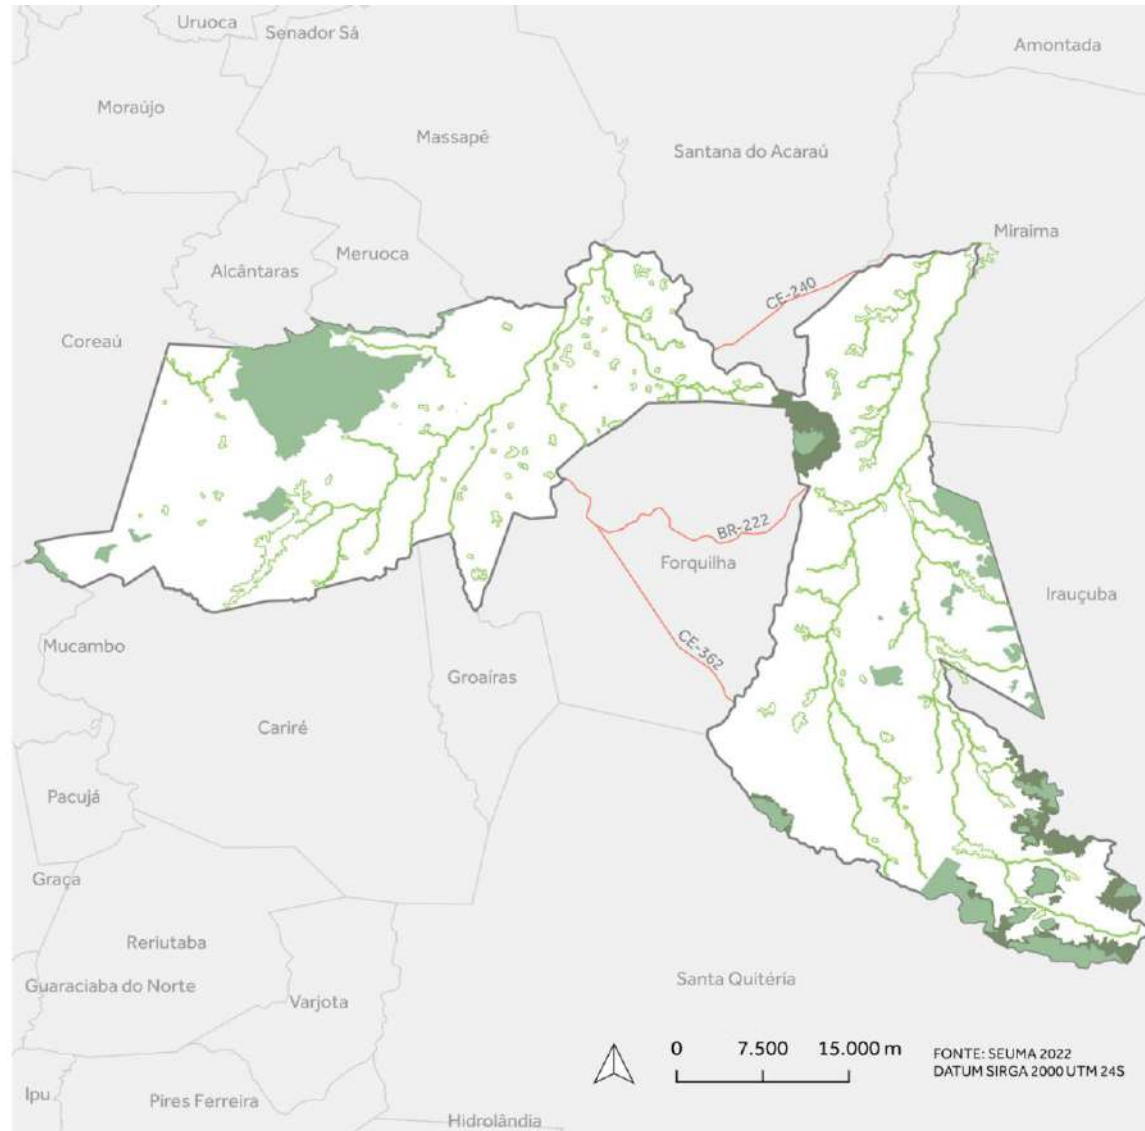 Uruoca
Senador Sá
Amontada
Moraújo
Massapê
Santana do Acaraú
Miraima
Meruoca
Alcântaras
CE-240
Coreaú
BR-222
Forquilha
Irauçuba
Mucambo
CE-362
Groaíras
Cariré
Pacujá
Graça
Reriutaba
Santa Quitéria
Guaraciaba do Norte
Varjota
0 7.500 15.000 m
FONTE: SEUMA 2022
DATUM SIRGA 2000 UTM 24S
Ipu
Pires Ferreira
Hidrolândia